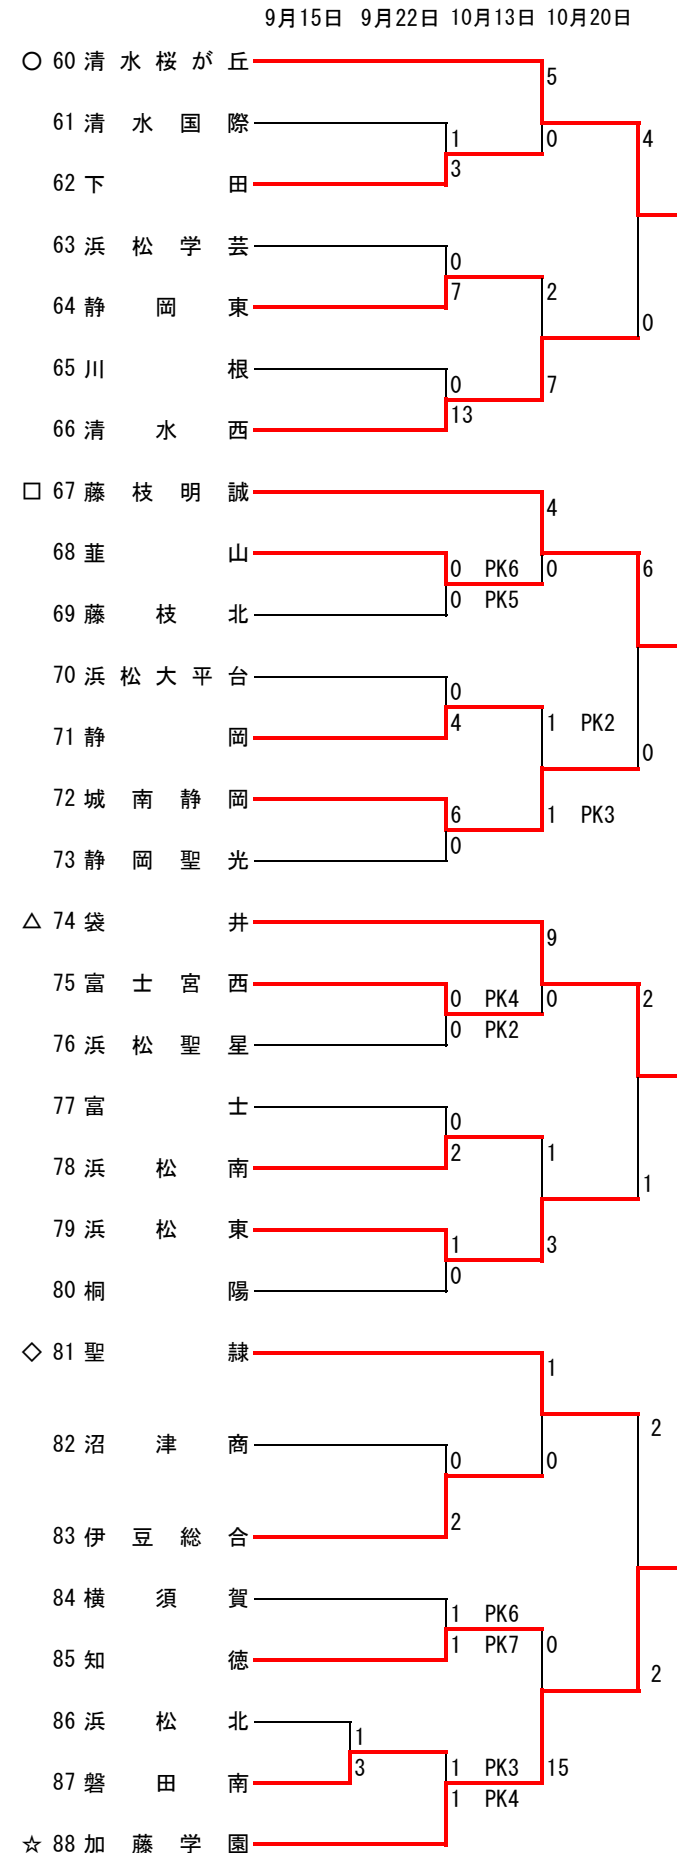 9月15日 9月22日 10月13日 10月20日
○ 60 清水桜が丘
5
61 清水国際
1
0
4
3
62 下田
63 浜松学芸
0
7
2
64 静岡東
0
65 川根
0
7
13
66 清水西
□ 67 藤枝明誠
4
68 韮山
0 PK6
0
6
0 PK5
69 藤枝北
70 浜松大平台
0
4
1 PK2
71 静岡
0
72 城南静岡
6
1 PK3
0
73 静岡聖光
△ 74 袋井
9
75 富士宮西
0 PK4
0
2
0 PK2
76 浜松聖星
77 富士
0
2
1
78 浜松南
1
79 浜松東
1
3
0
80 桐陽
◇ 81 聖隷
1
2
82 沼津商
0
0
2
83 伊豆総合
84 横須賀
1 PK6
1 PK7
0
85 知徳
2
86 浜松北
1
3
1 PK3
15
87 磐田南
1 PK4
☆ 88 加藤学園